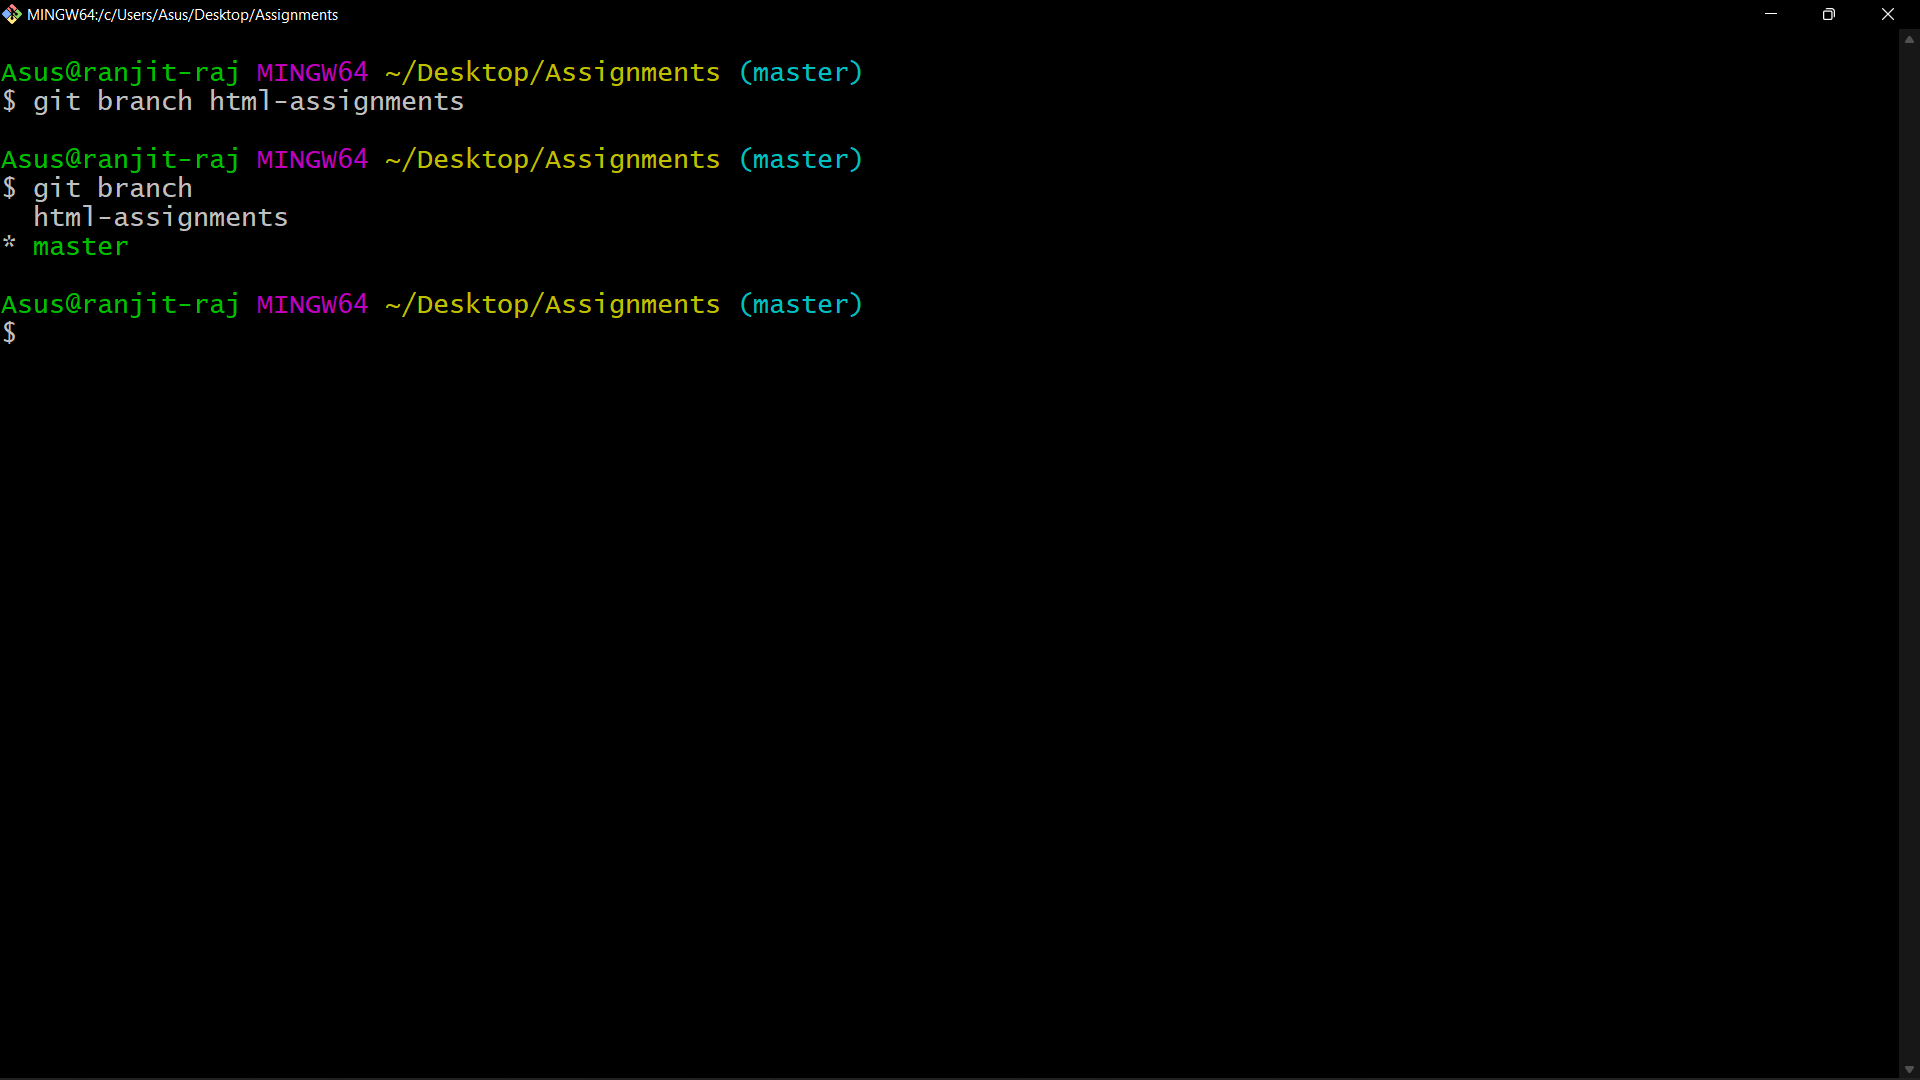 MINGW64:/c/Users/Asus/Desktop/Assignments
Asus@ranjit-raj MINGW64 ~/Desktop/Assignments (master)
$ git branch html-assignments
Asus@ranjit-raj MINGW64 ~/Desktop/Assignments (master)
$ git branch
  html-assignments
* master
Asus@ranjit-raj MINGW64 ~/Desktop/Assignments (master)
$